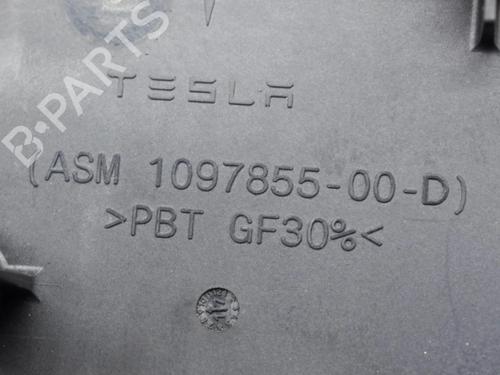 B-PARTS
TESLA
(ASM 1097855-00-D)
>PBT GF30%<